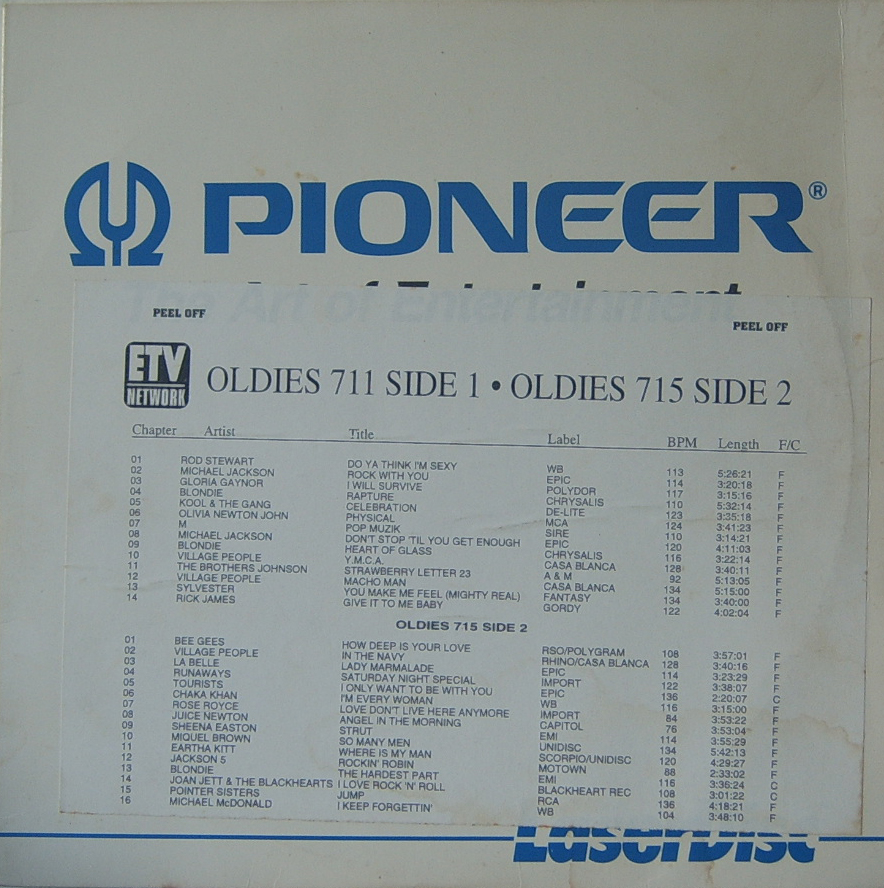 PIONEER®
The Art of Entertainment
PEEL OFF
PEEL OFF
ETV NETWORK
OLDIES 711 SIDE 1 • OLDIES 715 SIDE 2
Chapter Artist Title Label BPM Length F/C
01 ROD STEWART DO YA THINK I'M SEXY WB 113 5:26:21 F
02 MICHAEL JACKSON ROCK WITH YOU EPIC 114 3:20:18 F
03 GLORIA GAYNOR I WILL SURVIVE POLYDOR 117 3:15:16 F
04 BLONDIE RAPTURE CHRYSALIS 110 5:32:14 F
05 KOOL & THE GANG CELEBRATION DE-LITE 123 3:35:18 F
06 OLIVIA NEWTON JOHN PHYSICAL MCA 124 3:41:23 F
07 M POP MUZIK SIRE 110 3:14:21 F
08 MICHAEL JACKSON DON'T STOP 'TIL YOU GET ENOUGH EPIC 120 4:11:03 F
09 BLONDIE HEART OF GLASS CHRYSALIS 116 3:22:14 F
10 VILLAGE PEOPLE Y.M.C.A. CASA BLANCA 128 3:40:11 F
11 THE BROTHERS JOHNSON STRAWBERRY LETTER 23 A & M 92 5:13:05 F
12 VILLAGE PEOPLE MACHO MAN CASA BLANCA 134 5:15:00 F
13 SYLVESTER YOU MAKE ME FEEL (MIGHTY REAL) FANTASY 134 3:40:00 F
14 RICK JAMES GIVE IT TO ME BABY GORDY 122 4:02:04 F
OLDIES 715 SIDE 2
01 BEE GEES HOW DEEP IS YOUR LOVE RSO/POLYGRAM 108 3:57:01 F
02 VILLAGE PEOPLE IN THE NAVY RHINO/CASA BLANCA 128 3:40:16 F
03 LA BELLE LADY MARMALADE EPIC 114 3:23:29 F
04 RUNAWAYS SATURDAY NIGHT SPECIAL IMPORT 122 3:38:07 F
05 TOURISTS I ONLY WANT TO BE WITH YOU EPIC 136 2:20:07 C
06 CHAKA KHAN I'M EVERY WOMAN WB 116 3:15:00 F
07 ROSE ROYCE LOVE DON'T LIVE HERE ANYMORE IMPORT 84 3:53:22 F
08 JUICE NEWTON ANGEL IN THE MORNING CAPITOL 76 3:53:04 F
09 SHEENA EASTON STRUT EMI 114 3:55:29 F
10 MIQUEL BROWN SO MANY MEN UNIDISC 134 5:42:13 F
11 EARTHA KITT WHERE IS MY MAN SCORPIO/UNIDISC 120 4:29:27 F
12 JACKSON 5 ROCKIN' ROBIN MOTOWN 88 2:33:02 F
13 BLONDIE THE HARDEST PART EMI 116 3:36:24 C
14 JOAN JETT & THE BLACKHEARTS I LOVE ROCK 'N' ROLL BLACKHEART REC 108 3:01:22 C
15 POINTER SISTERS JUMP RCA 136 4:18:21 F
16 MICHAEL McDONALD I KEEP FORGETTIN' WB 104 3:48:10 F
LaserDisc